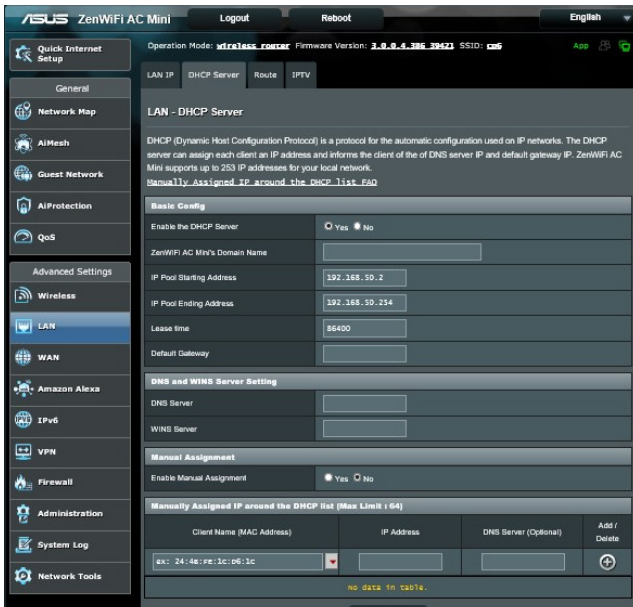 ASUS ZenWiFi AC Mini Logout Reboot English
Quick Internet Setup
Operation Mode: wireless router Firmware Version: 3.0.0.4.386_39421 SSID: cp6 App
LAN IP DHCP Server Route IPTV
General
Network Map
AiMesh
Guest Network
AiProtection
QoS
Advanced Settings
Wireless
LAN
WAN
Amazon Alexa
IPv6
VPN
Firewall
Administration
System Log
Network Tools
LAN - DHCP Server
DHCP (Dynamic Host Configuration Protocol) is a protocol for the automatic configuration used on IP networks. The DHCP
server can assign each client an IP address and informs the client of the of DNS server IP and default gateway IP. ZenWiFi AC
Mini supports up to 253 IP addresses for your local network.
Manually Assigned IP around the DHCP list FAQ
Basic Config
Enable the DHCP Server Yes No
ZenWiFi AC Mini's Domain Name
IP Pool Starting Address 192.168.50.2
IP Pool Ending Address 192.168.50.254
Lease time 86400
Default Gateway
DNS and WINS Server Setting
DNS Server
WINS Server
Manual Assignment
Enable Manual Assignment Yes No
Manually Assigned IP around the DHCP list (Max Limit : 64)
Client Name (MAC Address) IP Address DNS Server (Optional) Add / Delete
ex: 24:4B:FE:1C:D6:1C
No data in table.